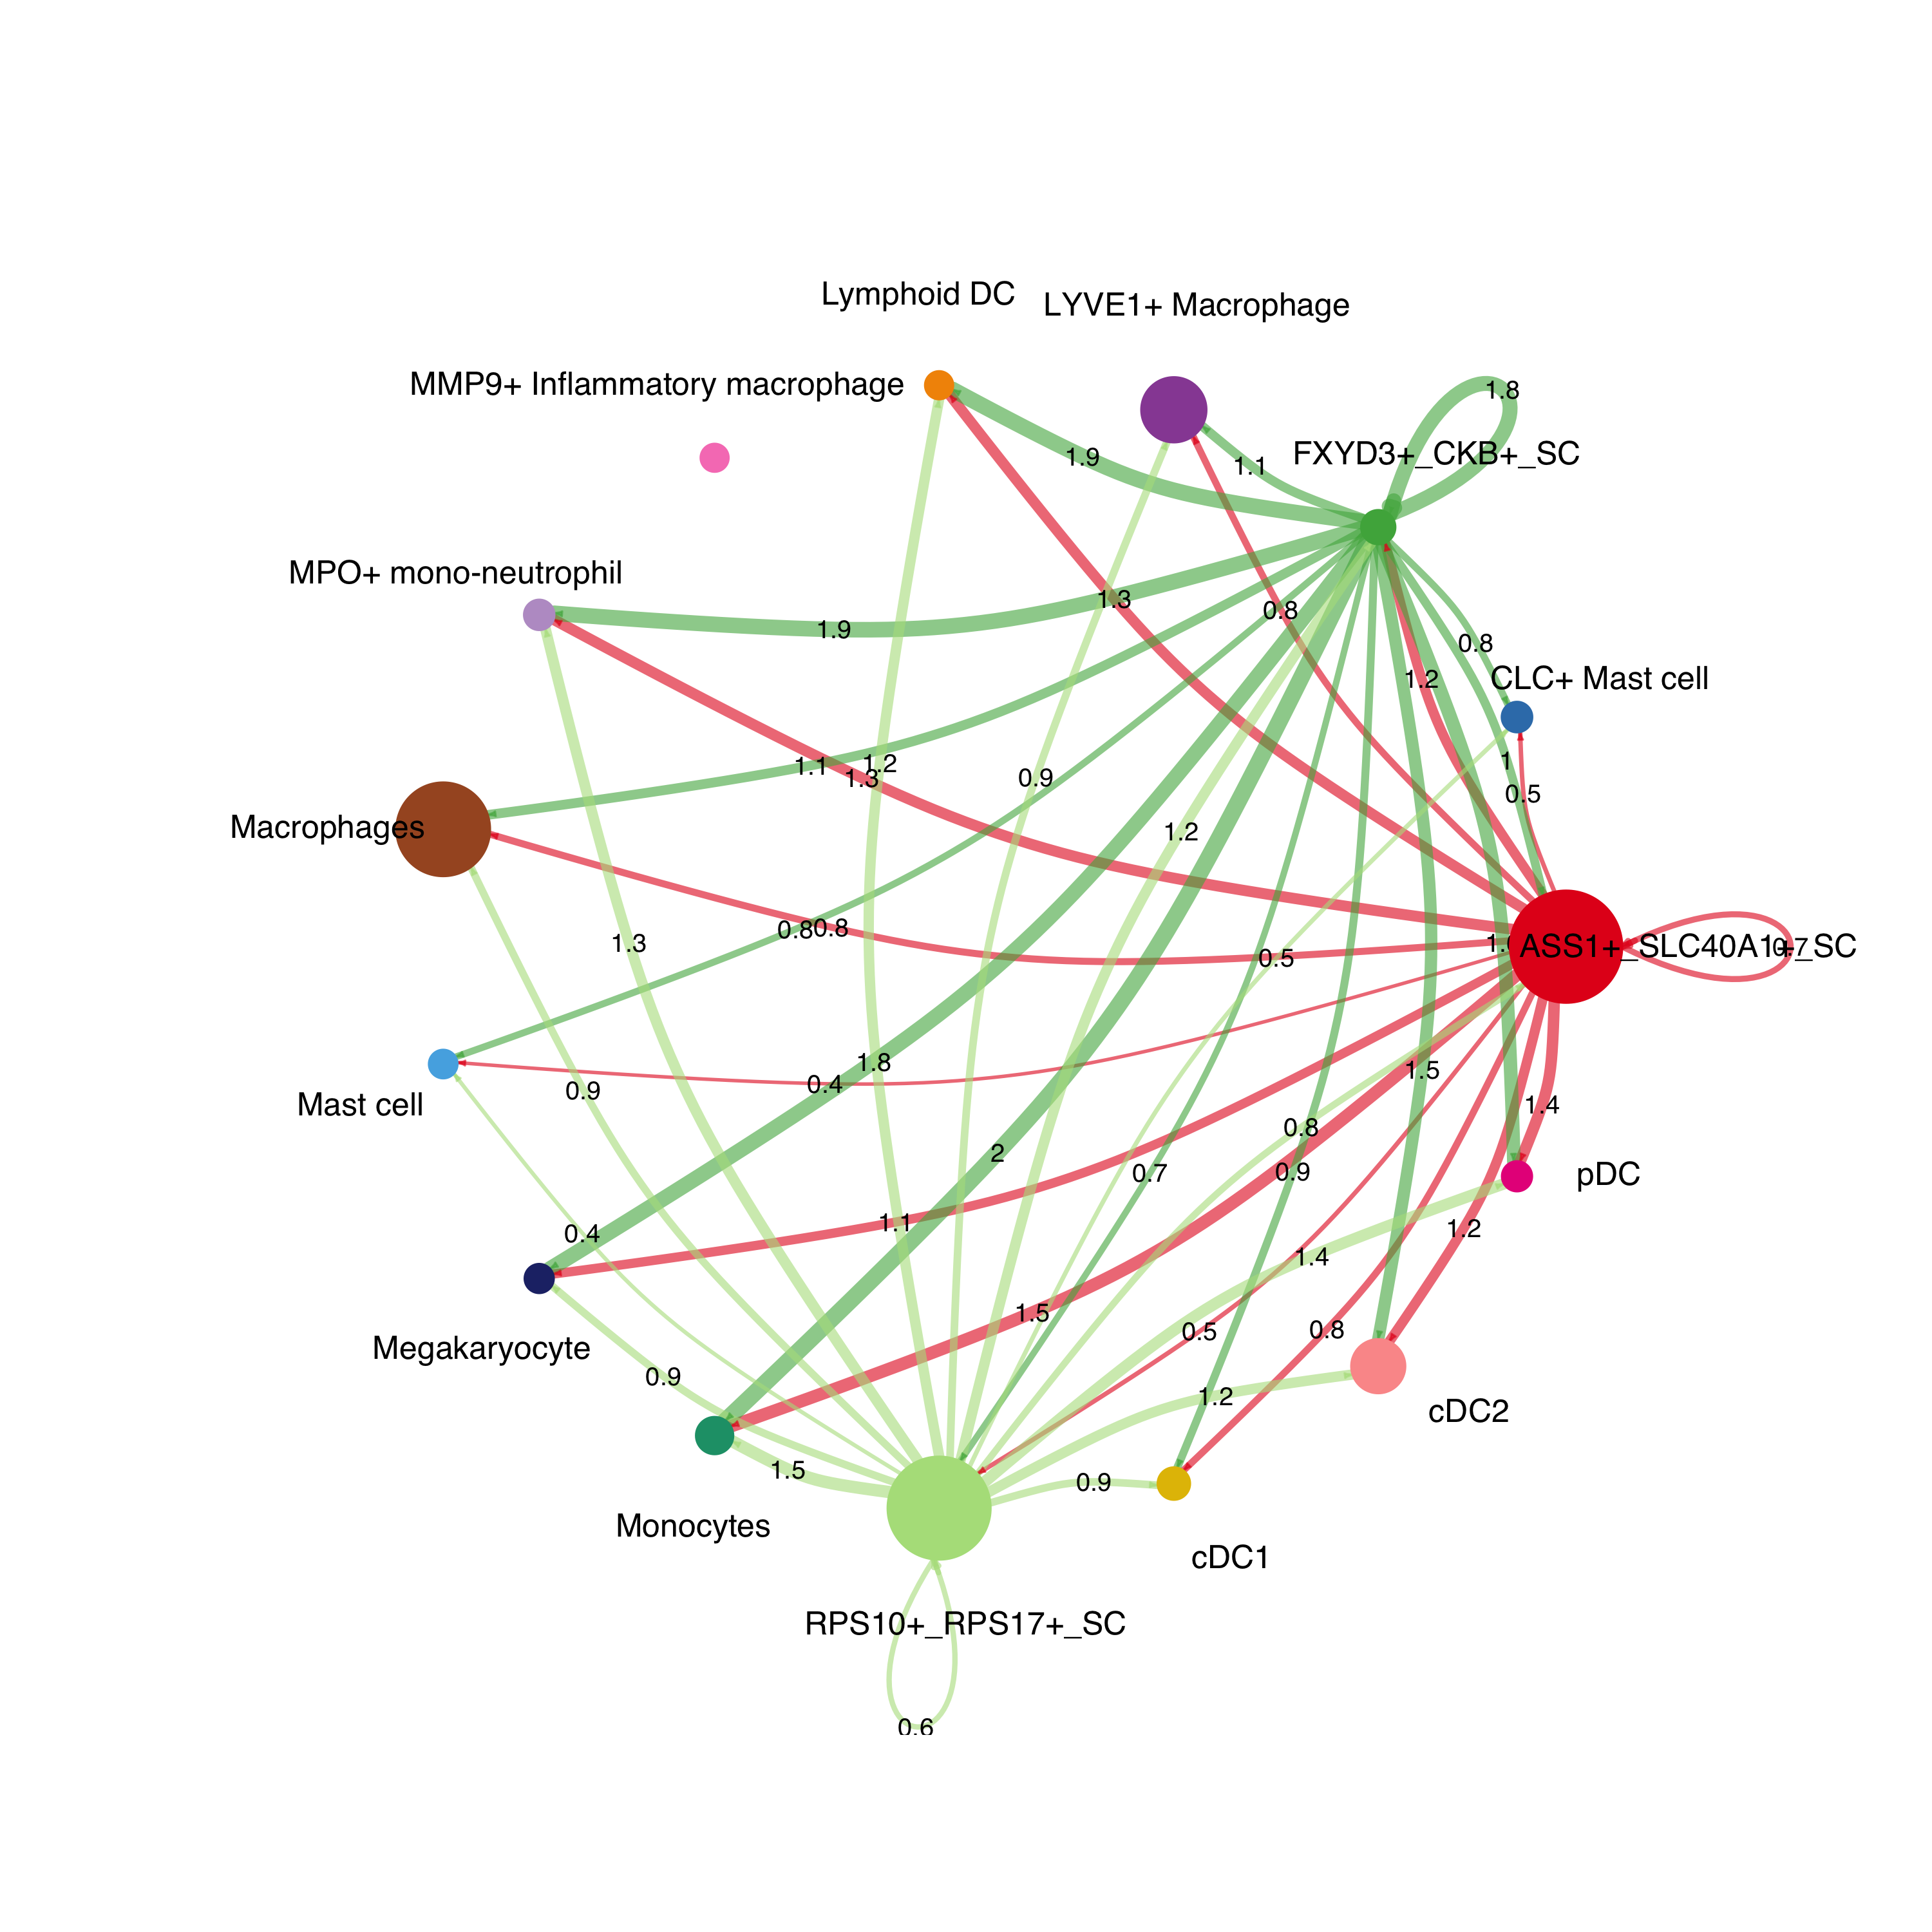 Lymphoid DC
LYVE1+ Macrophage
MMP9+ Inflammatory macrophage
1.8
1.9
1.1
FXYD3+_CKB+_SC
MPO+ mono-neutrophil
1.3
0.8
1.9
0.8
1.2
CLC+ Mast cell
1.1
1.2
1.3
0.9
1
0.5
Macrophages
1.2
1.3
0.8
0.8
0.5
ASS1+_SLC40A1+_SC
0.7
Mast cell
0.9
0.4
1.8
1.5
1.4
2
0.8
0.7
0.9
pDC
0.4
1.1
1.4
1.2
Megakaryocyte
0.9
1.5
0.5
0.8
1.2
cDC2
1.5
0.9
Monocytes
cDC1
RPS10+_RPS17+_SC
0.6